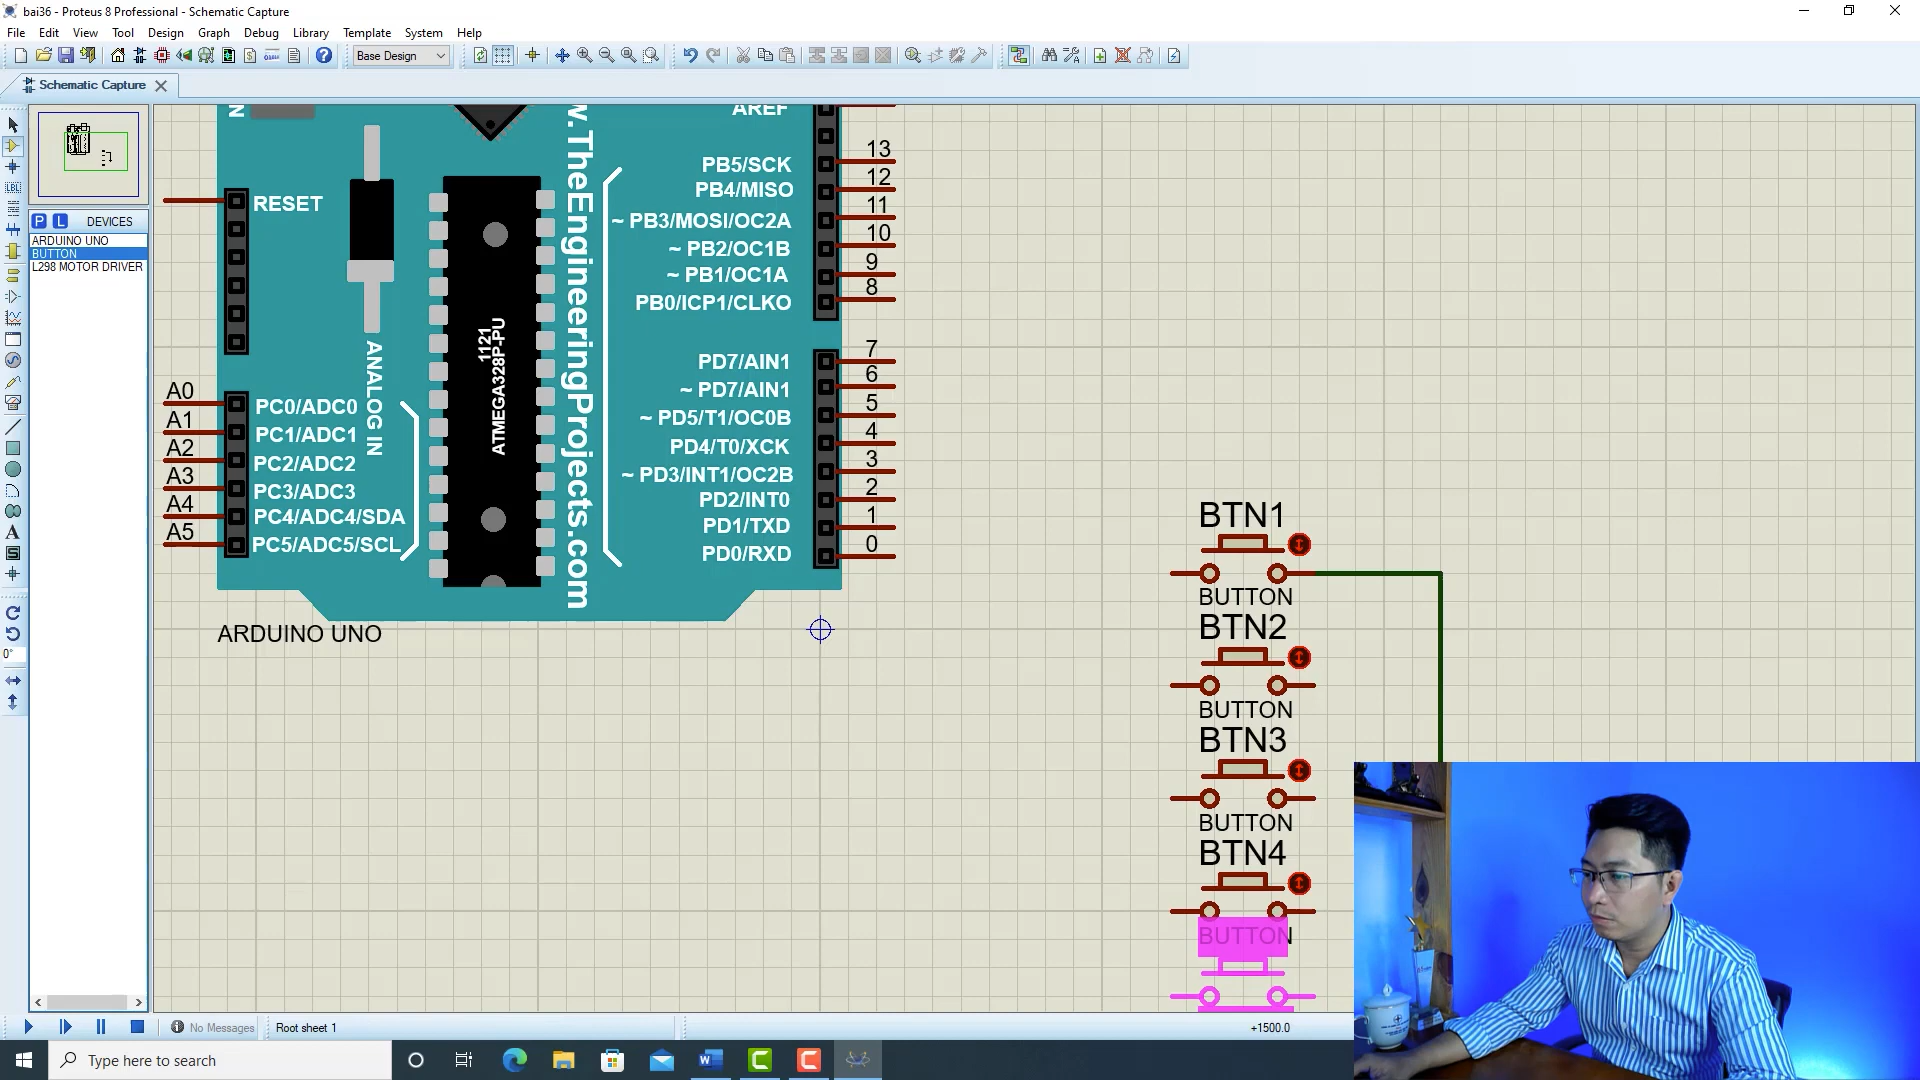 bai36 - Proteus 8 Professional - Schematic Capture
File Edit View Tool Design Graph Debug Library Template System Help
Base Design
Schematic Capture
P L DEVICES
ARDUINO UNO
BUTTON
L298 MOTOR DRIVER
LBL
A
S
0°
N
RESET
ANALOG IN
A0
A1
A2
A3
A4
A5
PC0/ADC0
PC1/ADC1
PC2/ADC2
PC3/ADC3
PC4/ADC4/SDA
PC5/ADC5/SCL
1121
ATMEGA328P-PU
w.TheEngineeringProjects.com
AREF
PB5/SCK 13
PB4/MISO 12
~ PB3/MOSI/OC2A 11
~ PB2/OC1B 10
~ PB1/OC1A 9
PB0/ICP1/CLKO 8
PD7/AIN1 7
~ PD7/AIN1 6
~ PD5/T1/OC0B 5
PD4/T0/XCK 4
~ PD3/INT1/OC2B 3
PD2/INT0 2
PD1/TXD 1
PD0/RXD 0
ARDUINO UNO
BTN1
BUTTON
BTN2
BUTTON
BTN3
BUTTON
BTN4
BUTTON
No Messages
Root sheet 1
+1500.0
Type here to search